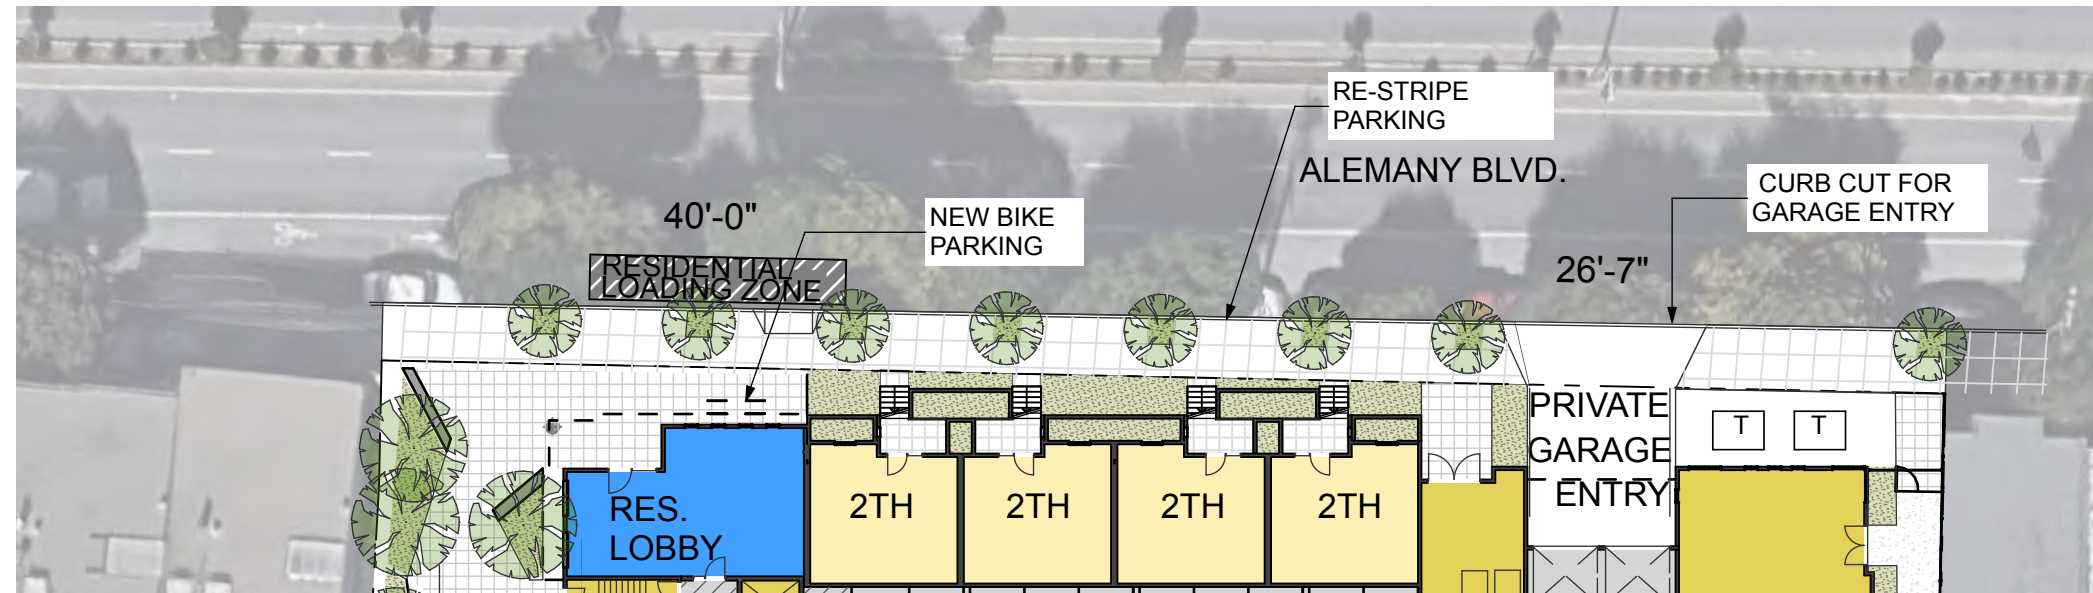 RE-STRIPE
PARKING
ALEMANY BLVD.
CURB CUT FOR
GARAGE ENTRY
40'-0"
NEW BIKE
PARKING
RESIDENTIAL
LOADING ZONE
26'-7"
PRIVATE
GARAGE
ENTRY
T
T
RES.
LOBBY
2TH
2TH
2TH
2TH